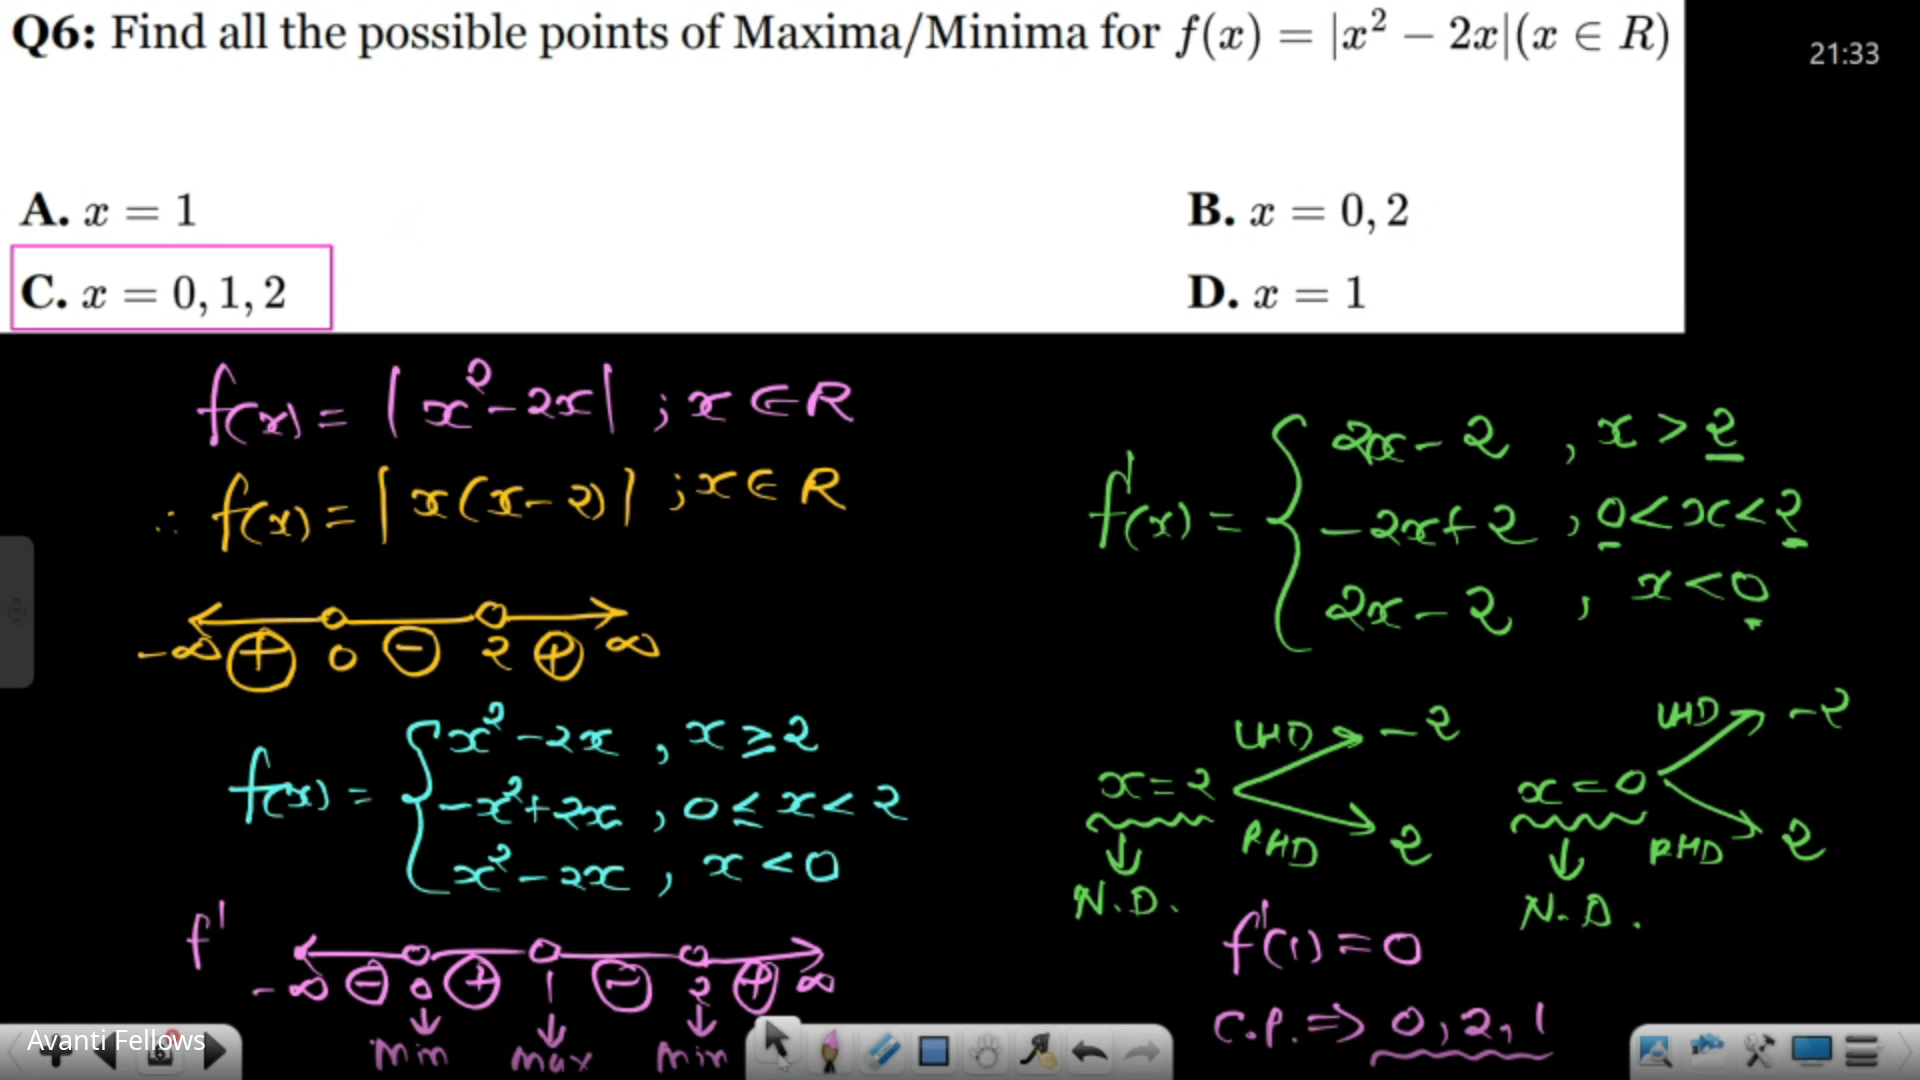 Q6: Find all the possible points of Maxima/Minima for f(x) = |x² − 2x|(x ∈ R)
21:33
A. x = 1
B. x = 0, 2
C. x = 0, 1, 2
D. x = 1
f(x) = |x² - 2x| ; x ∈ R
∴ f(x) = |x(x-2)| ; x ∈ R
-∞ + 0 - 2 + ∞
f(x) = { x² - 2x , x ≥ 2
-x² + 2x , 0 ≤ x < 2
x² - 2x , x < 0
f' -∞ - 0 + 1 - 2 + ∞
min max min
f'(x) = { 2x - 2 , x > 2
-2x + 2 , 0 < x < 2
2x - 2 , x < 0
x = 2 LHD → -2
RHD → 2
N.D.
x = 0 LHD → -2
RHD → 2
N.D.
f'(1) = 0
C.P. ⇒ 0, 2, 1
Avanti Fellows